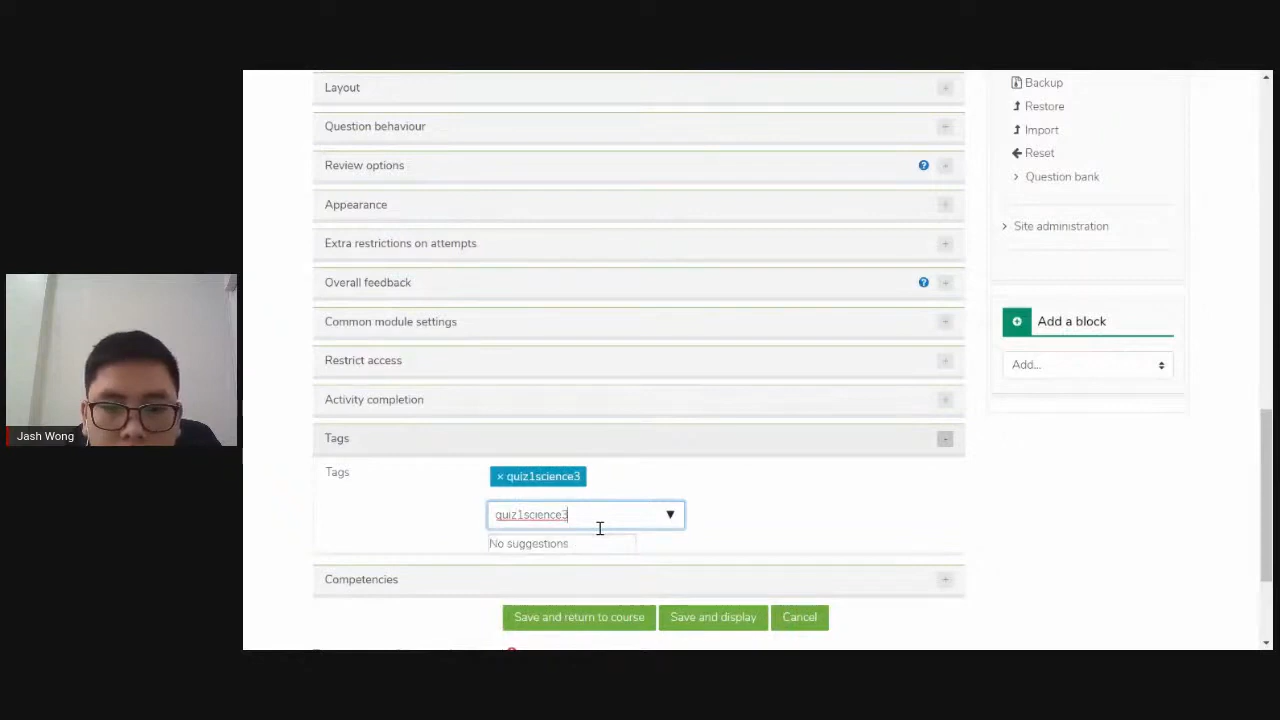 Layout
Question behaviour
Review options
Appearance
Extra restrictions on attempts
Overall feedback
Common module settings
Restrict access
Activity completion
Tags
Tags
× quiz1science3
quiz1science3
No suggestions
Competencies
Save and return to course
Save and display
Cancel
Backup
Restore
Import
Reset
Question bank
Site administration
Add a block
Add...
Jash Wong